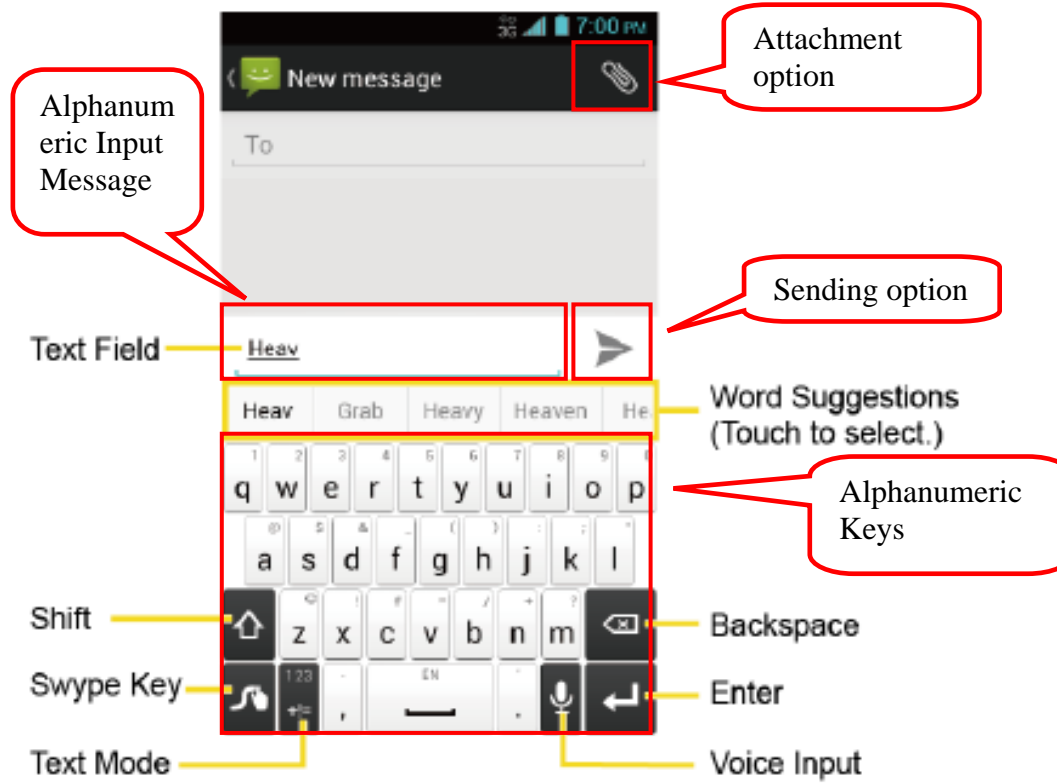 3G 7:00 PM
Attachment
option
New message
Alphanum
eric Input
Message
To
Sending option
Text Field
Heav
Heav Grab Heavy Heaven He
Word Suggestions
(Touch to select.)
1 2 3 4 5 6 7 8 9
q w e r t y u i o p
Alphanumeric
Keys
@ $ & _ ( ) : ; "
a s d f g h j k l
Shift
! # - / + ?
z x c v b n m
Backspace
Swype Key
123 EN
+!= , .
Enter
Text Mode
Voice Input